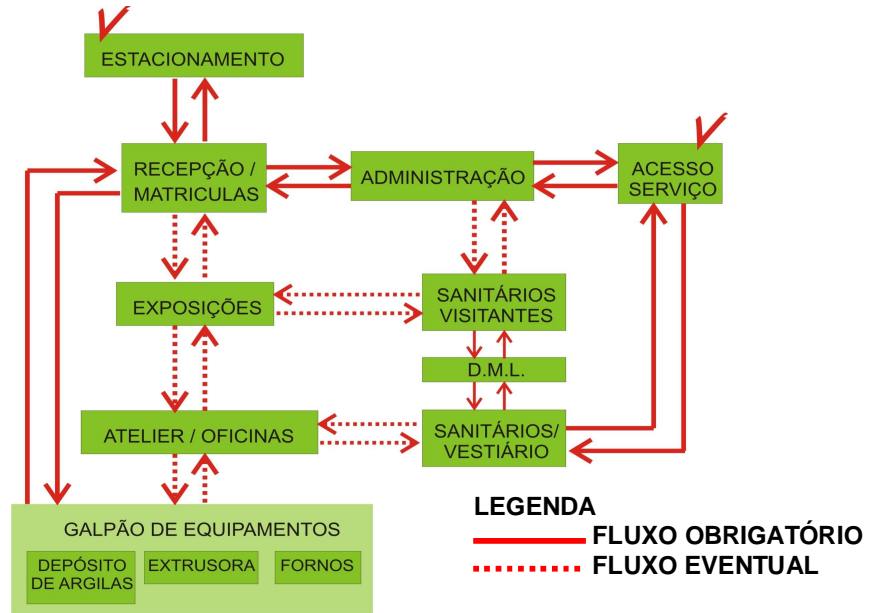 ESTACIONAMENTO
RECEPÇÃO /
MATRICULAS
ADMINISTRAÇÃO
ACESSO
SERVIÇO
EXPOSIÇÕES
SANITÁRIOS
VISITANTES
D.M.L.
ATELIER / OFICINAS
SANITÁRIOS/
VESTIÁRIO
GALPÃO DE EQUIPAMENTOS
DEPÓSITO
DE ARGILAS
EXTRUSORA
FORNOS
LEGENDA
FLUXO OBRIGATÓRIO
FLUXO EVENTUAL